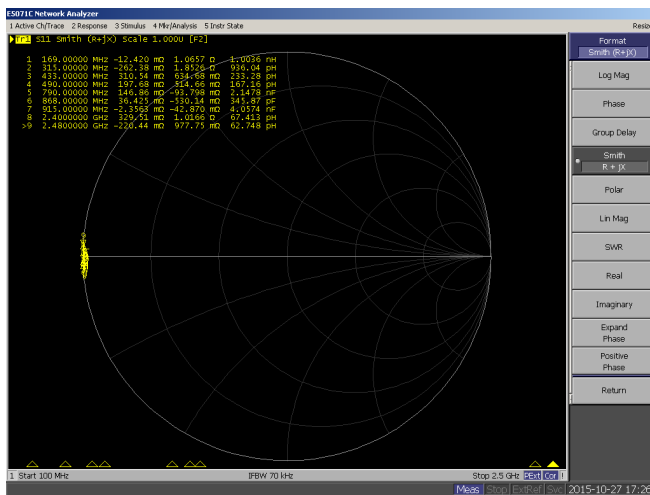 E5071C Network Analyzer
1 Active Ch/Trace 2 Response 3 Stimulus 4 Mkr/Analysis 5 Instr State
Resize
Tr1 S11 Smith (R+jX) Scale 1.000U [F2]
1 169.00000 MHz -12.420 mΩ 1.0657 Ω 1.0036 nH
2 315.00000 MHz -262.38 mΩ 1.8526 Ω 936.04 pH
3 433.00000 MHz 310.54 mΩ 634.68 mΩ 233.28 pH
4 490.00000 MHz 197.68 mΩ 514.66 mΩ 167.16 pH
5 790.00000 MHz 146.86 mΩ -93.798 mΩ 2.1478 nF
6 868.00000 MHz 36.425 mΩ -530.14 mΩ 345.87 pF
7 915.00000 MHz -2.3563 mΩ -42.870 mΩ 4.0574 nF
8 2.4000000 GHz 329.51 mΩ 1.0166 Ω 67.413 pH
>9 2.4800000 GHz -220.44 mΩ 977.75 mΩ 62.748 pH
Format
Smith (R+jX)
Log Mag
Phase
Group Delay
Smith
R + jX
Polar
Lin Mag
SWR
Real
Imaginary
Expand
Phase
Positive
Phase
Return
1 Start 100 MHz IFBW 70 kHz Stop 2.5 GHz PExt Cor !
Meas Stop ExtRef Svc 2015-10-27 17:26